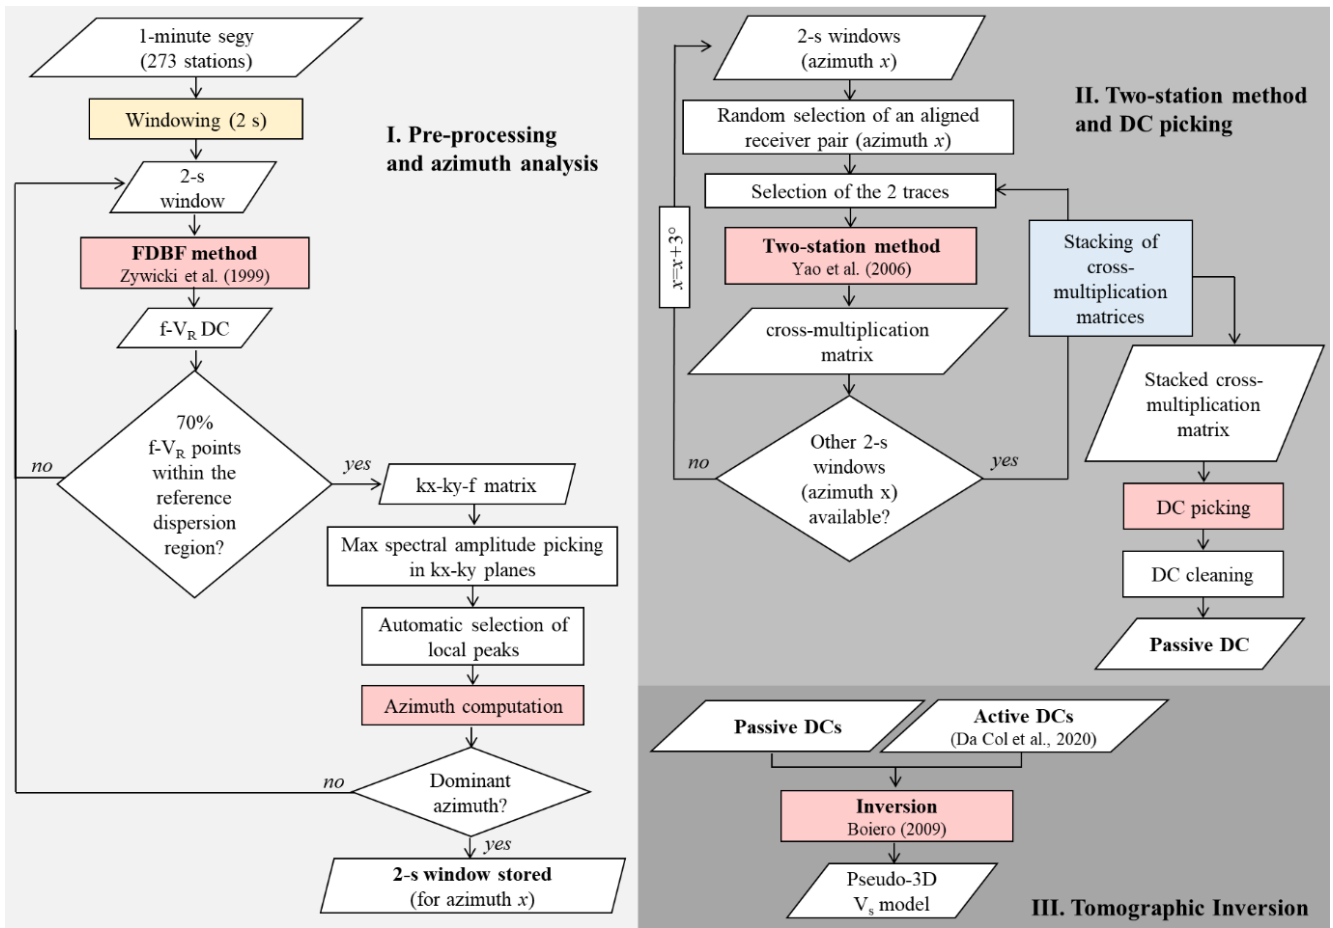 1-minute segy
(273 stations)
Windowing (2 s)
I. Pre-processing
and azimuth analysis
2-s
window
FDBF method
Zywicki et al. (1999)
f-VR DC
70%
f-VR points
within the
reference
dispersion
region?
no
yes
kx-ky-f matrix
Max spectral amplitude picking
in kx-ky planes
Automatic selection of
local peaks
Azimuth computation
no
Dominant
azimuth?
yes
2-s window stored
(for azimuth x)
2-s windows
(azimuth x)
II. Two-station method
and DC picking
Random selection of an aligned
receiver pair (azimuth x)
Selection of the 2 traces
x=x+3°
Two-station method
Yao et al. (2006)
Stacking of
cross-
multiplication
matrices
cross-multiplication
matrix
Stacked cross-
multiplication
matrix
no
Other 2-s
windows
(azimuth x)
available?
yes
DC picking
DC cleaning
Passive DC
Passive DCs
Active DCs
(Da Col et al., 2020)
Inversion
Boiero (2009)
Pseudo-3D
Vs model
III. Tomographic Inversion